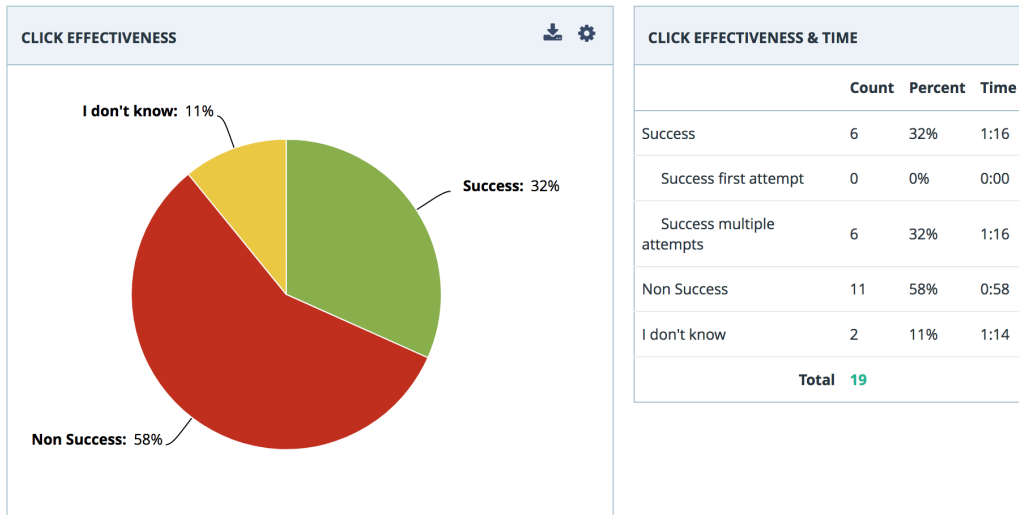 CLICK EFFECTIVENESS
I don't know: 11%
Success: 32%
Non Success: 58%
CLICK EFFECTIVENESS & TIME
Count Percent Time
Success 6 32% 1:16
Success first attempt 0 0% 0:00
Success multiple
attempts 6 32% 1:16
Non Success 11 58% 0:58
I don't know 2 11% 1:14
Total 19